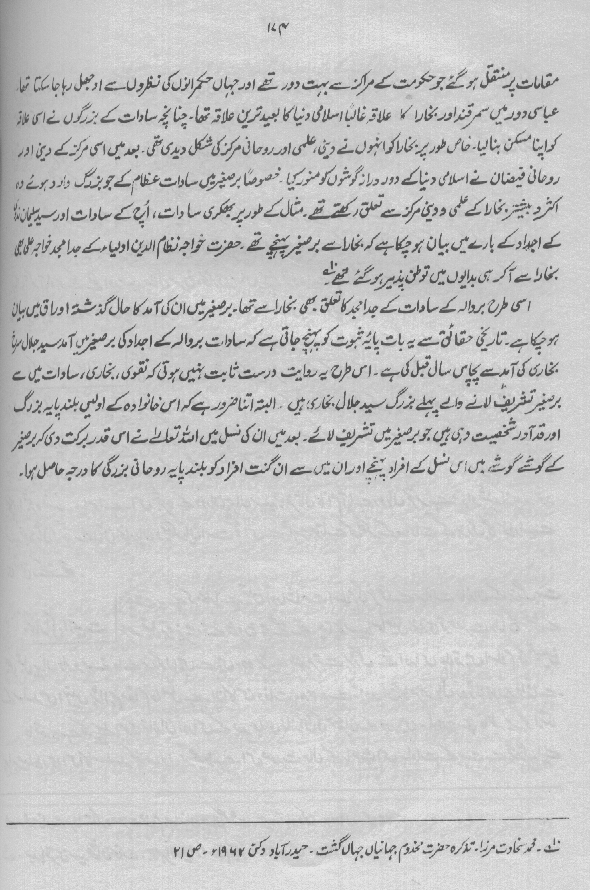 ۱۷۴
مقامات پر منتقل ہو گئے جو حکومت کے مراکز سے بہت دور تھے اور جہاں حکمرانوں کی نظروں سے اوجھل رہا جا سکتا تھا۔
عباسی دور میں سمرقند اور بخارا کا علاقہ غالباً اسلامی دنیا کا بعید ترین علاقہ تھا۔ چنانچہ سادات کے بزرگوں نے اسی علاقہ
کو اپنا مسکن بنا لیا۔ خاص طور پر بخارا کو انہوں نے دینی، علمی اور روحانی مرکز کی شکل دیدی تھی۔ بعد میں اسی مرکز کے دینی اور
روحانی فیضان نے اسلامی دنیا کے دور دراز گوشوں کو منور کیا۔ خصوصاً برصغیر میں سادات عظام کے جو بزرگ وارد ہوئے وہ
اکثر و بیشتر بخارا کے علمی و دینی مرکز سے تعلق رکھتے تھے۔ مثال کے طور پر بھکری سادات، اُچ کے سادات اور سید سلیمان
کے اجداد کے بارے میں بیان ہو چکا ہے کہ بخارا سے برصغیر پہنچے تھے۔ حضرت خواجہ نظام الدین اولیاء کے جد امجد خواجہ علی بھی
بخارا سے آکر ہی بدایوں میں توطن پذیر ہو گئے تھے۔
اسی طرح بردالہ کے سادات کے جد امجد کا تعلق بھی بخارا سے تھا۔ برصغیر میں ان کی آمد کا حال گذشتہ اوراق میں بیان
ہو چکا ہے۔ تاریخی حقائق سے یہ بات پایۂ ثبوت کو پہنچ جاتی ہے کہ سادات بردالہ کے اجداد کی برصغیر میں آمد سید جلال سرخ
بخاری کی آمد سے پچاس سال قبل کی ہے۔ اس طرح یہ روایت درست ثابت نہیں ہوتی کہ نقوی، بخاری، سادات میں سے
برصغیر تشریف لانے والے پہلے بزرگ سید جلال بخاری ہیں۔ البتہ اتنا ضرور ہے کہ اس خانوادہ کے اولیں بلند پایہ بزرگ
اور قد آور شخصیت وہی ہیں جو برصغیر میں تشریف لائے۔ بعد میں ان کی نسل میں اللہ تعالےٰ نے اس قدر برکت دی کہ برصغیر
کے گوشے گوشے میں اس نسل کے افراد پہنچے اور ان میں سے ان گنت افراد کو بلند پایہ روحانی بزرگی کا درجہ حاصل ہوا۔
محمد سخاوت مرزا۔ تذکرہ حضرت مخدوم جہانیاں جہاں گشت۔ حیدرآباد دکن ۱۹۶۲ء۔ ص ۲۱